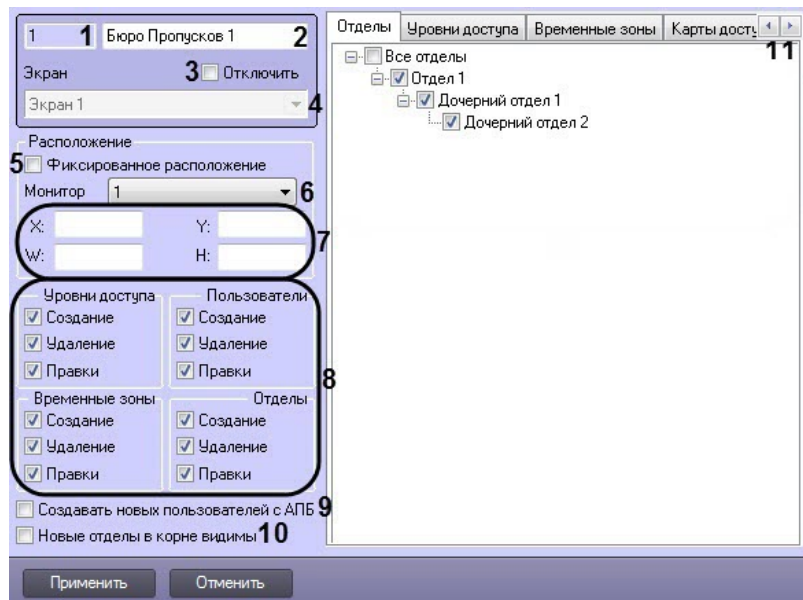 1 1 Бюро Пропусков 1 2
Экран 3 Отключить
Экран 1 4
Расположение
5 Фиксированное расположение
Монитор 1 6
X: Y:
W: H:
7
Уровни доступа Пользователи
Создание Создание
Удаление Удаление
Правки Правки
8
Временные зоны Отделы
Создание Создание
Удаление Удаление
Правки Правки
Создавать новых пользователей с АПБ 9
Новые отделы в корне видимы 10
Отделы Уровни доступа Временные зоны Карты досту
11
Все отделы
Отдел 1
Дочерний отдел 1
Дочерний отдел 2
Применить Отменить